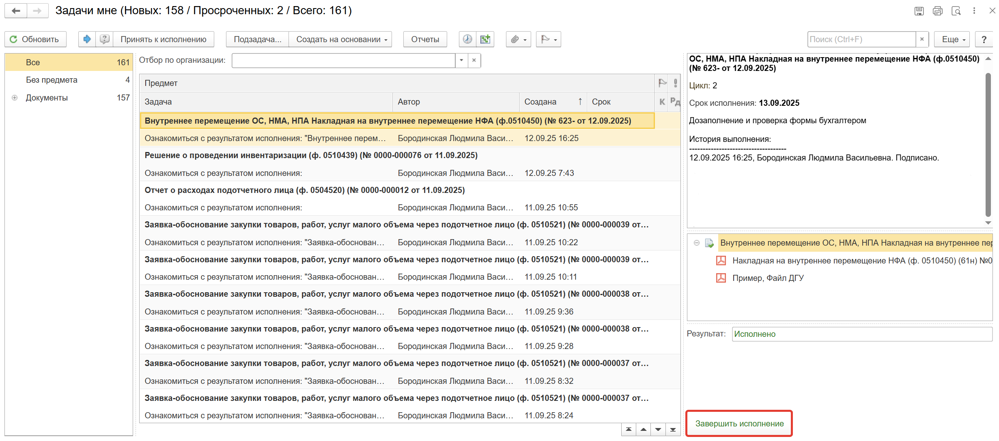 Задачи мне (Новых: 158 / Просроченных: 2 / Всего: 161)
Обновить
Принять к исполнению
Подзадача...
Создать на основании
Отчеты
Поиск (Ctrl+F)
×
Еще
?
Все 161
Без предмета 4
Документы 157
Отбор по организации:
Предмет
Задача Автор Создана ↑ Срок К РД
Внутреннее перемещение ОС, НМА, НПА Накладная на внутреннее перемещение НФА (ф.0510450) (№ 623- от 12.09.2025)
Ознакомиться с результатом исполнения: "Внутреннее перем... Бородинская Людмила Васи... 12.09.25 16:25
Решение о проведении инвентаризации (ф. 0510439) (№ 0000-000076 от 11.09.2025)
Ознакомиться с результатом исполнения: Бородинская Людмила Васи... 12.09.25 7:43
Отчет о расходах подотчетного лица (ф. 0504520) (№ 0000-000012 от 11.09.2025)
Ознакомиться с результатом исполнения: Бородинская Людмила Васи... 11.09.25 10:55
Заявка-обоснование закупки товаров, работ, услуг малого объема через подотчетное лицо (ф. 0510521) (№ 0000-000039 от...
Ознакомиться с результатом исполнения: "Заявка-обоснован... Бородинская Людмила Васи... 11.09.25 10:22
Заявка-обоснование закупки товаров, работ, услуг малого объема через подотчетное лицо (ф. 0510521) (№ 0000-000039 от...
Ознакомиться с результатом исполнения: "Заявка-обоснован... Бородинская Людмила Васи... 11.09.25 10:11
Заявка-обоснование закупки товаров, работ, услуг малого объема через подотчетное лицо (ф. 0510521) (№ 0000-000038 от...
Ознакомиться с результатом исполнения: "Заявка-обоснован... Бородинская Людмила Васи... 11.09.25 9:36
Заявка-обоснование закупки товаров, работ, услуг малого объема через подотчетное лицо (ф. 0510521) (№ 0000-000038 от...
Ознакомиться с результатом исполнения: "Заявка-обоснован... Бородинская Людмила Васи... 11.09.25 9:28
Заявка-обоснование закупки товаров, работ, услуг малого объема через подотчетное лицо (ф. 0510521) (№ 0000-000037 от...
Ознакомиться с результатом исполнения: "Заявка-обоснован... Бородинская Людмила Васи... 11.09.25 8:32
Заявка-обоснование закупки товаров, работ, услуг малого объема через подотчетное лицо (ф. 0510521) (№ 0000-000037 от...
Ознакомиться с результатом исполнения: "Заявка-обоснован... Бородинская Людмила Васи... 11.09.25 8:24
ОС, НМА, НПА Накладная на внутреннее перемещение НФА (ф.0510450)
(№ 623- от 12.09.2025)
Цикл: 2
Срок исполнения: 13.09.2025
Дозаполнение и проверка формы бухгалтером
История выполнения:
------------------------------------
12.09.2025 16:25, Бородинская Людмила Васильевна. Подписано.
Внутреннее перемещение ОС, НМА, НПА Накладная на внутреннее пер
Накладная на внутреннее перемещение НФА (ф. 0510450) (61н) №0
Пример, Файл ДГУ
Результат: Исполнено
Завершить исполнение